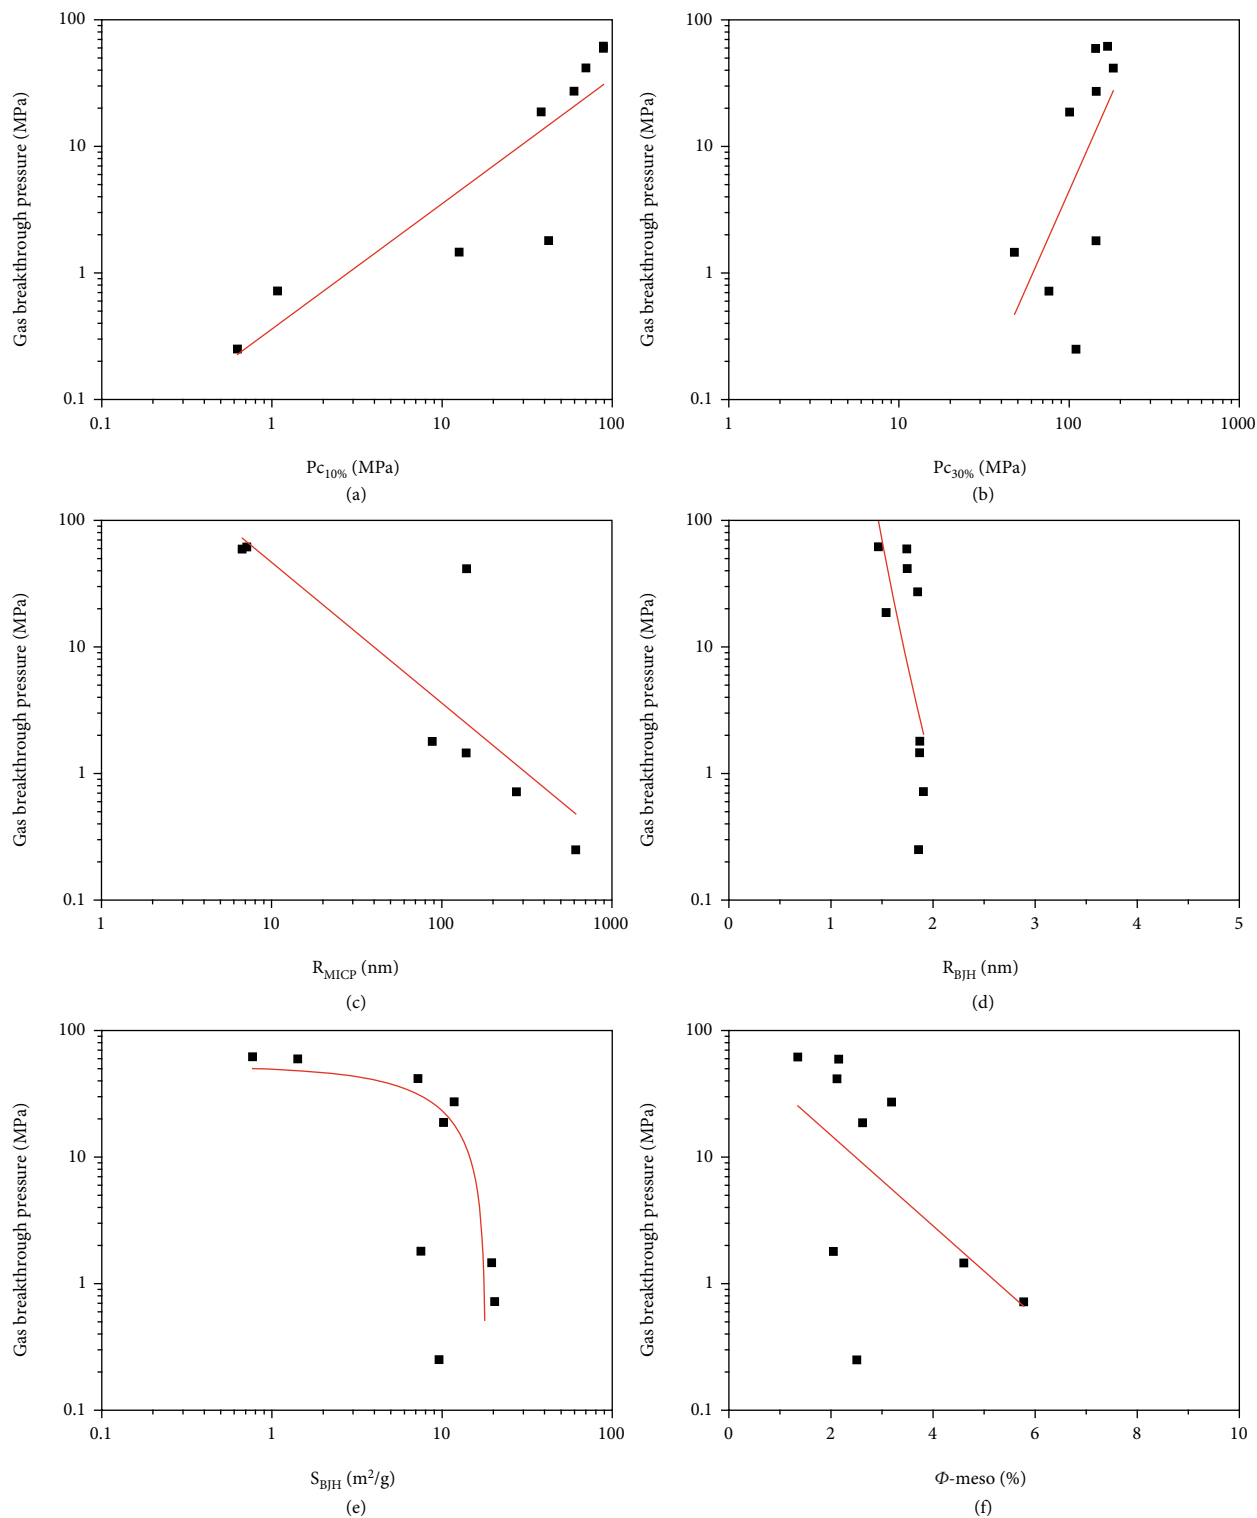 Gas breakthrough pressure (MPa)
100
10
1
0.1
0.1
1
10
100
Pc10% (MPa)
(a)
Gas breakthrough pressure (MPa)
100
10
1
0.1
1
10
100
1000
Pc30% (MPa)
(b)
Gas breakthrough pressure (MPa)
100
10
1
0.1
1
10
100
1000
RMICP (nm)
(c)
Gas breakthrough pressure (MPa)
100
10
1
0.1
0
1
2
3
4
5
RBJH (nm)
(d)
Gas breakthrough pressure (MPa)
100
10
1
0.1
0.1
1
10
100
SBJH (m²/g)
(e)
Gas breakthrough pressure (MPa)
100
10
1
0.1
0
2
4
6
8
10
Φ-meso (%)
(f)